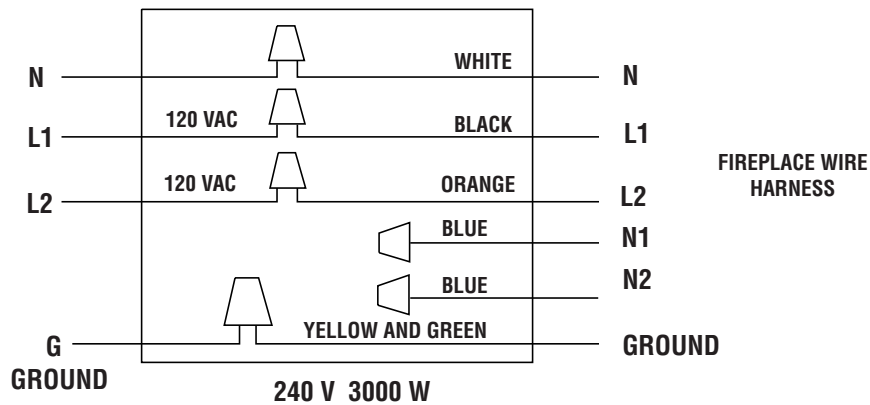 WHITE
N
N
120 VAC
BLACK
L1
L1
FIREPLACE WIRE
HARNESS
120 VAC
ORANGE
L2
L2
BLUE
N1
BLUE
N2
YELLOW AND GREEN
G
GROUND
GROUND
240 V 3000 W